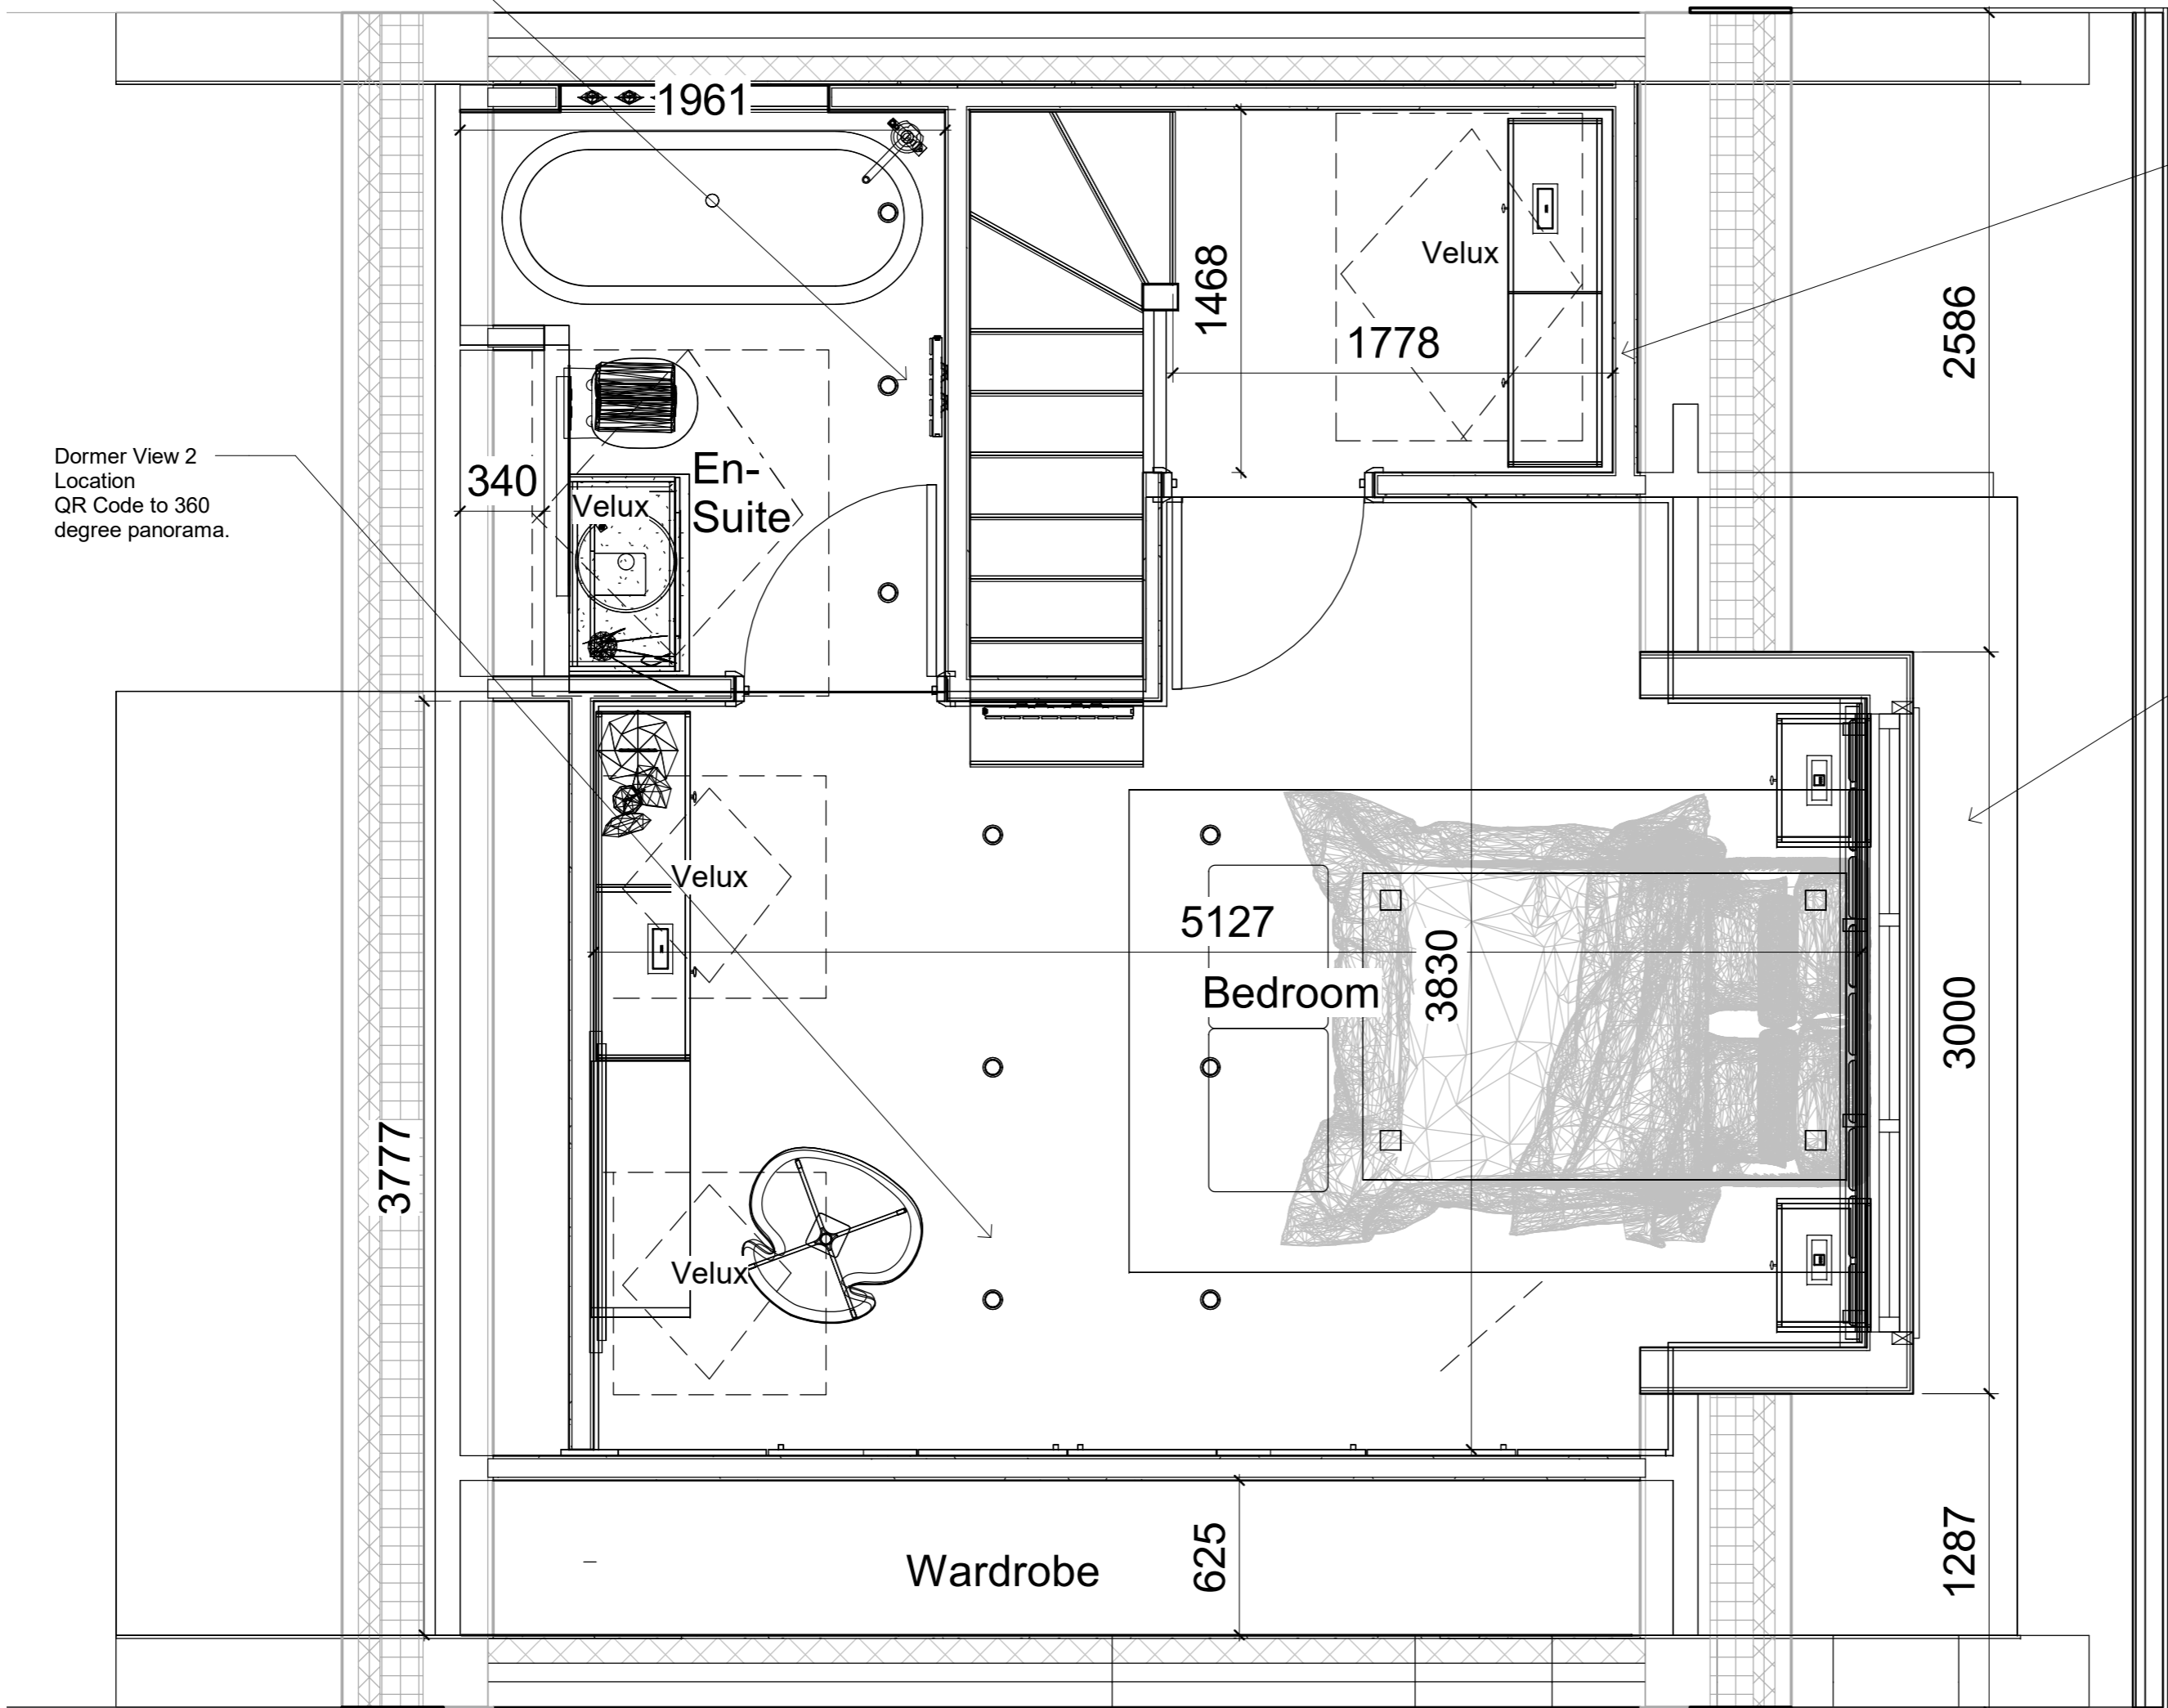 1961
Velux
1468
1778
2586
Dormer View 2
Location
QR Code to 360
degree panorama.
340
Velux
En-
Suite
Velux
5127
3830
Bedroom
3000
3777
Velux
Wardrobe
625
1287